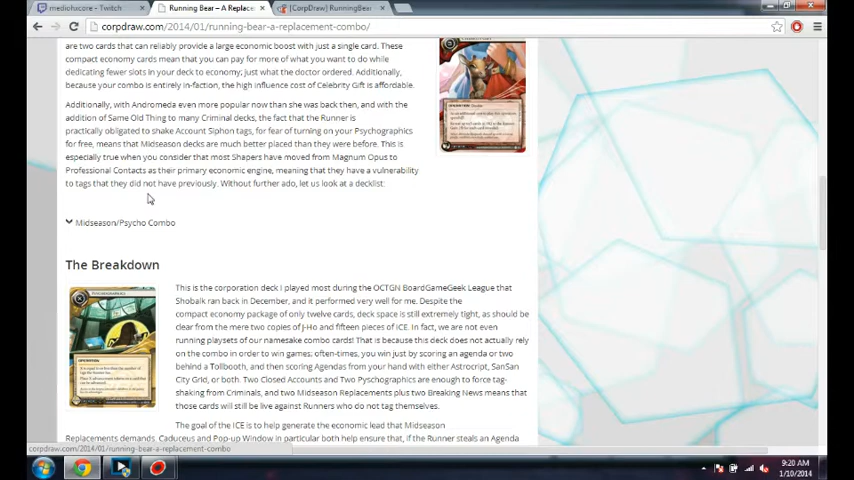 mediohxcore - Twitch
Running Bear – A Replace
[CorpDraw] RunningBear
corpdraw.com/2014/01/running-bear-a-replacement-combo/
are two cards that can reliably provide a large economic boost with just a single card. These
compact economy cards mean that you can pay for more of what you want to do while
dedicating fewer slots in your deck to economy; just what the doctor ordered. Additionally,
because your combo is entirely in-faction, the high influence cost of Celebrity Gift is affordable.
Additionally, with Andromeda even more popular now than she was back then, and with the
addition of Same Old Thing to many Criminal decks, the fact that the Runner is
practically obligated to shake Account Siphon tags, for fear of turning on your Psychographics
for free, means that Midseason decks are much better placed than they were before. This is
especially true when you consider that most Shapers have moved from Magnum Opus to
Professional Contacts as their primary economic engine, meaning that they have a vulnerability
to tags that they did not have previously. Without further ado, let us look at a decklist:
Midseason/Psycho Combo
The Breakdown
Psychographics
OPERATION
This is the corporation deck I played most during the OCTGN BoardGameGeek League that
Shobalk ran back in December, and it performed very well for me. Despite the
compact economy package of only twelve cards, deck space is still extremely tight, as should be
clear from the mere two copies of J-Ho and fifteen pieces of ICE. In fact, we are not even
running playsets of our namesake combo cards! That is because this deck does not actually rely
on the combo in order to win games; often-times, you win just by scoring an agenda or two
behind a Tollbooth, and then scoring Agendas from your hand with either Astrocript, SanSan
City Grid, or both. Two Closed Accounts and Two Pyschographics are enough to force tag-
shaking from Criminals, and two Midseason Replacements plus two Breaking News means that
those cards will still be live against Runners who do not tag themselves.
The goal of the ICE is to help generate the economic lead that Midseason
Replacements demands. Caduceus and Pop-up Window in particular both help ensure that, if the Runner steals an Agenda
corpdraw.com/2014/01/running-bear-a-replacement-combo
9:20 AM
1/10/2014